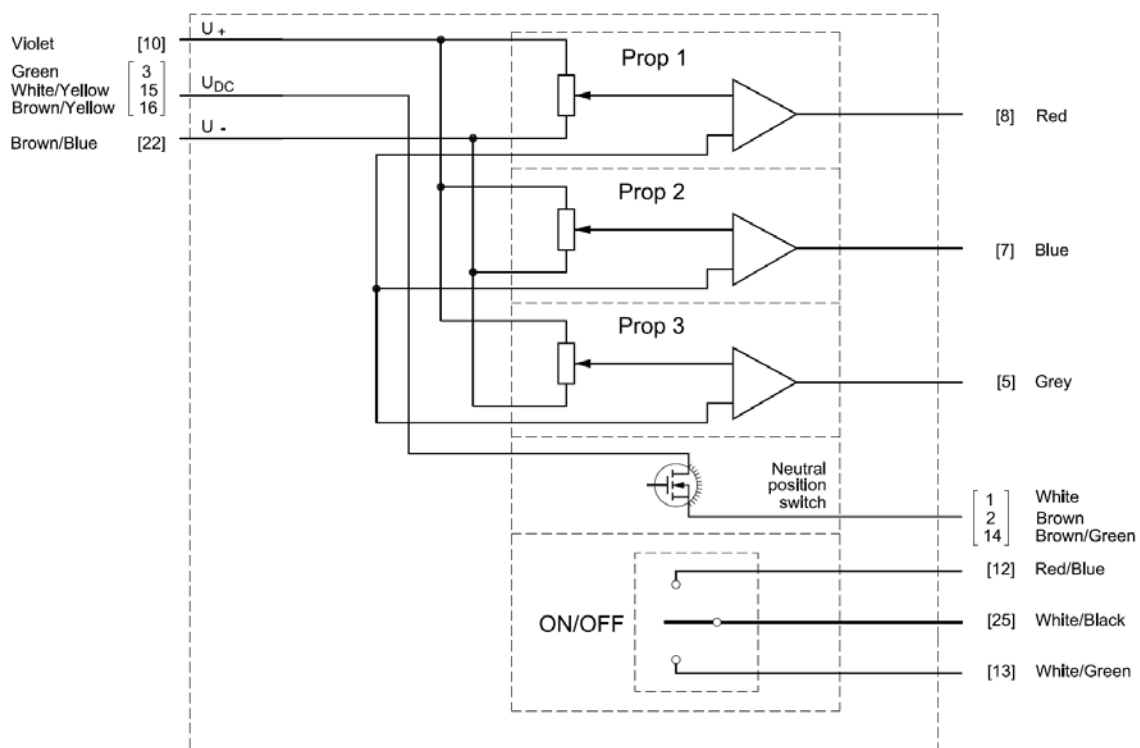 Violet [10] U +
Green [ 3 ]
White/Yellow [ 15 ] UDC
Brown/Yellow [ 16 ]
Brown/Blue [22] U -
Prop 1
[8] Red
Prop 2
[7] Blue
Prop 3
[5] Grey
Neutral
position
switch
[ 1 ] White
[ 2 ] Brown
[ 14 ] Brown/Green
[12] Red/Blue
ON/OFF
[25] White/Black
[13] White/Green